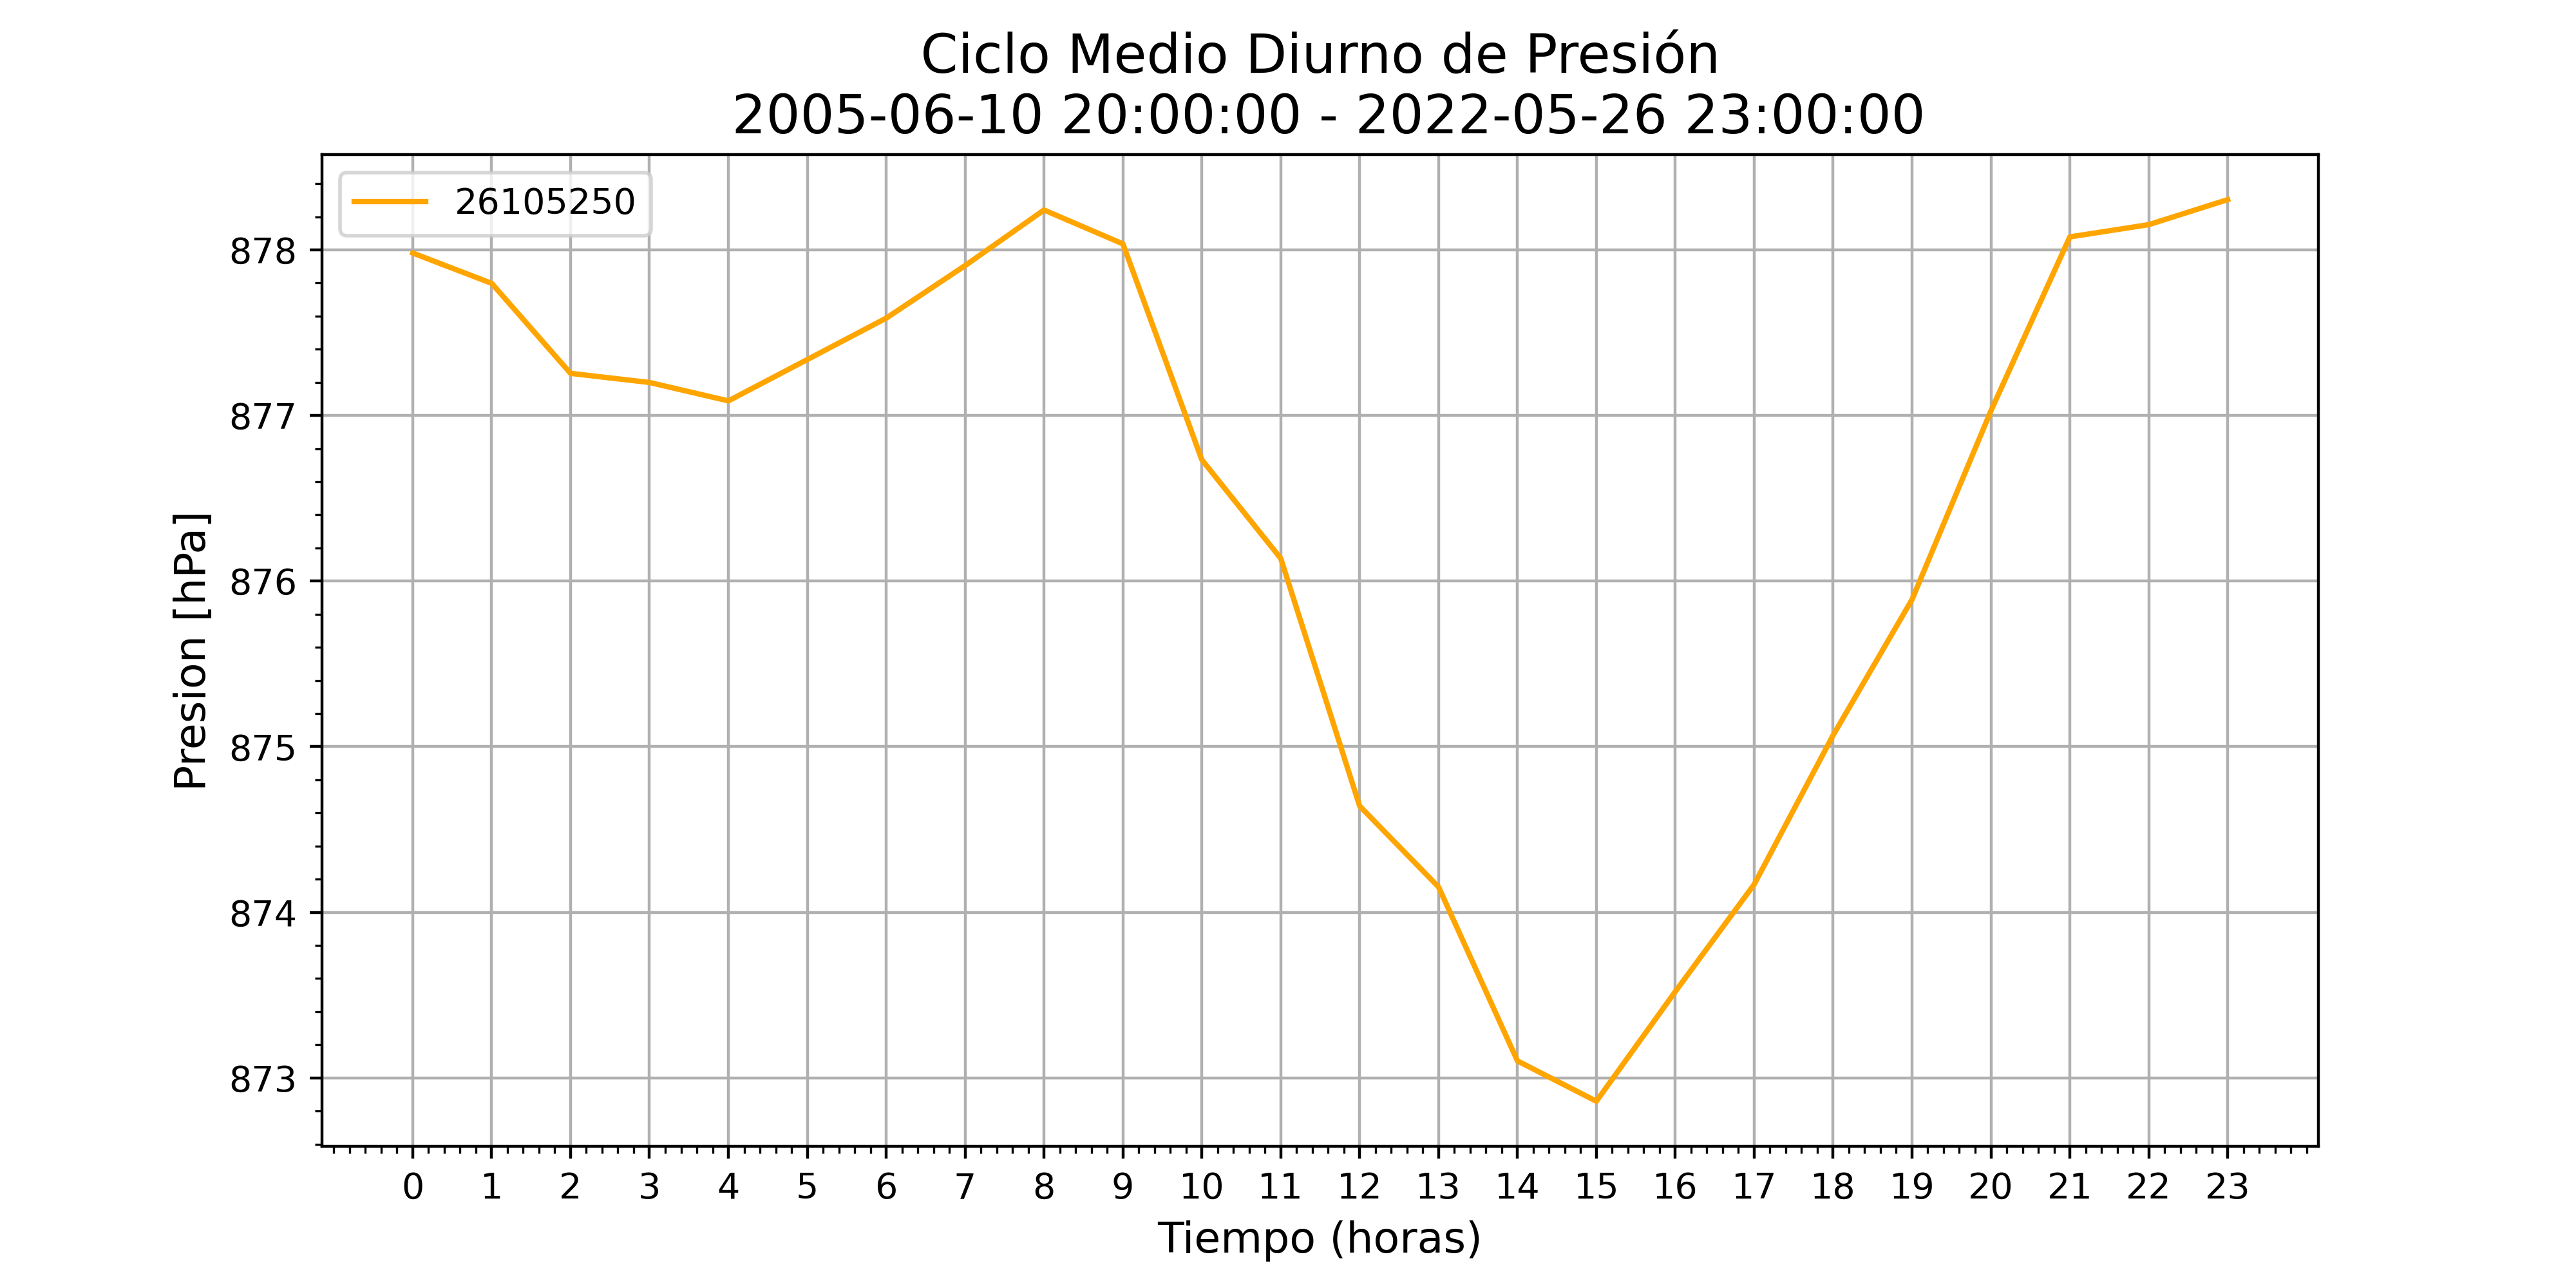 Ciclo Medio Diurno de Presión
2005-06-10 20:00:00 - 2022-05-26 23:00:00
26105250
878
877
876
875
874
873
Presion [hPa]
0 1 2 3 4 5 6 7 8 9 10 11 12 13 14 15 16 17 18 19 20 21 22 23
Tiempo (horas)